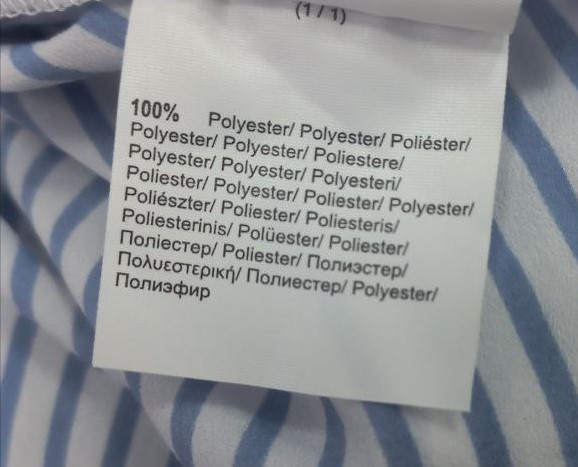 (1 / 1)
100% Polyester/ Polyester/ Poliéster/
Polyester/ Polyester/ Poliestere/
Polyester/ Polyester/ Polyesteri/
Poliester/ Polyester/ Poliester/ Polyester/
Poliészter/ Poliester/ Poliesteris/
Poliesterinis/ Polüester/ Poliester/
Поліестер/ Poliester/ Полиэстер/
Πολυεστερική/ Полиестер/ Polyester/
Полиэфир